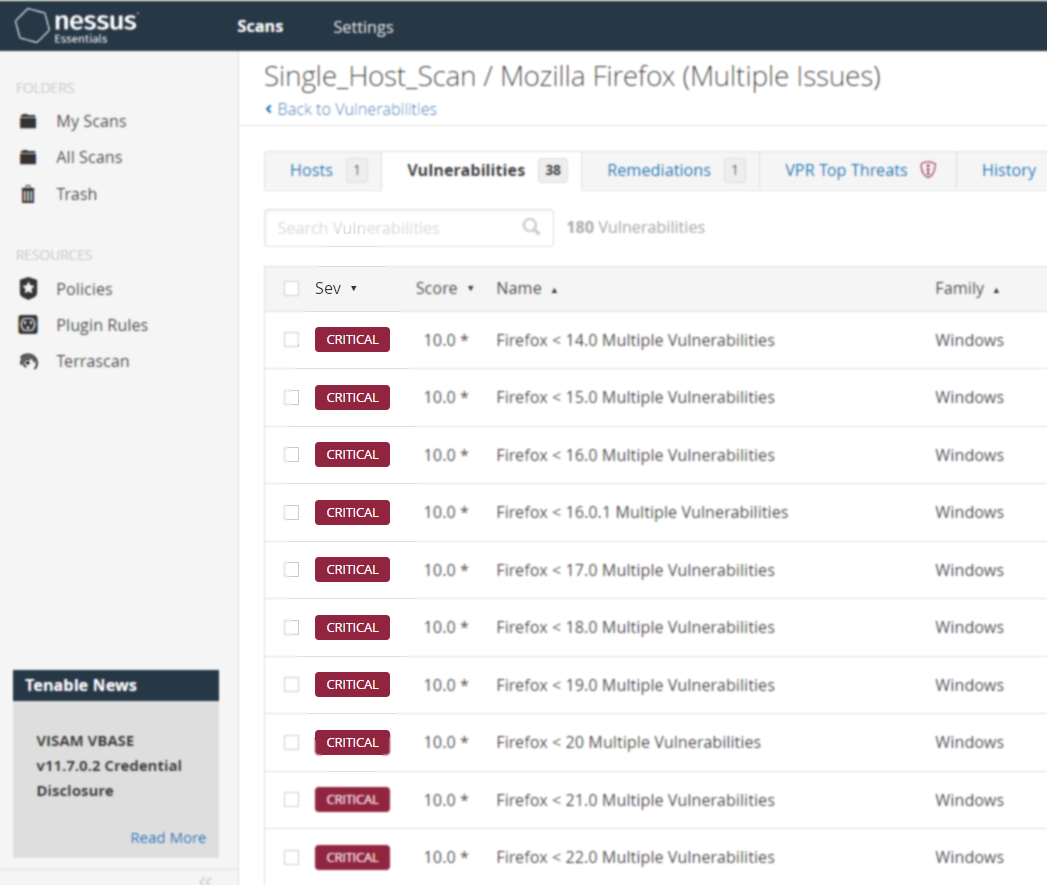 nessus
Essentials
Scans
Settings
FOLDERS
My Scans
All Scans
Trash
RESOURCES
Policies
Plugin Rules
Terrascan
Tenable News
VISAM VBASE
v11.7.0.2 Credential
Disclosure
Read More
Single_Host_Scan / Mozilla Firefox (Multiple Issues)
Back to Vulnerabilities
Hosts 1 Vulnerabilities 38 Remediations 1 VPR Top Threats History
Search Vulnerabilities 180 Vulnerabilities
Sev Score Name Family
CRITICAL 10.0 * Firefox < 14.0 Multiple Vulnerabilities Windows
CRITICAL 10.0 * Firefox < 15.0 Multiple Vulnerabilities Windows
CRITICAL 10.0 * Firefox < 16.0 Multiple Vulnerabilities Windows
CRITICAL 10.0 * Firefox < 16.0.1 Multiple Vulnerabilities Windows
CRITICAL 10.0 * Firefox < 17.0 Multiple Vulnerabilities Windows
CRITICAL 10.0 * Firefox < 18.0 Multiple Vulnerabilities Windows
CRITICAL 10.0 * Firefox < 19.0 Multiple Vulnerabilities Windows
CRITICAL 10.0 * Firefox < 20 Multiple Vulnerabilities Windows
CRITICAL 10.0 * Firefox < 21.0 Multiple Vulnerabilities Windows
CRITICAL 10.0 * Firefox < 22.0 Multiple Vulnerabilities Windows